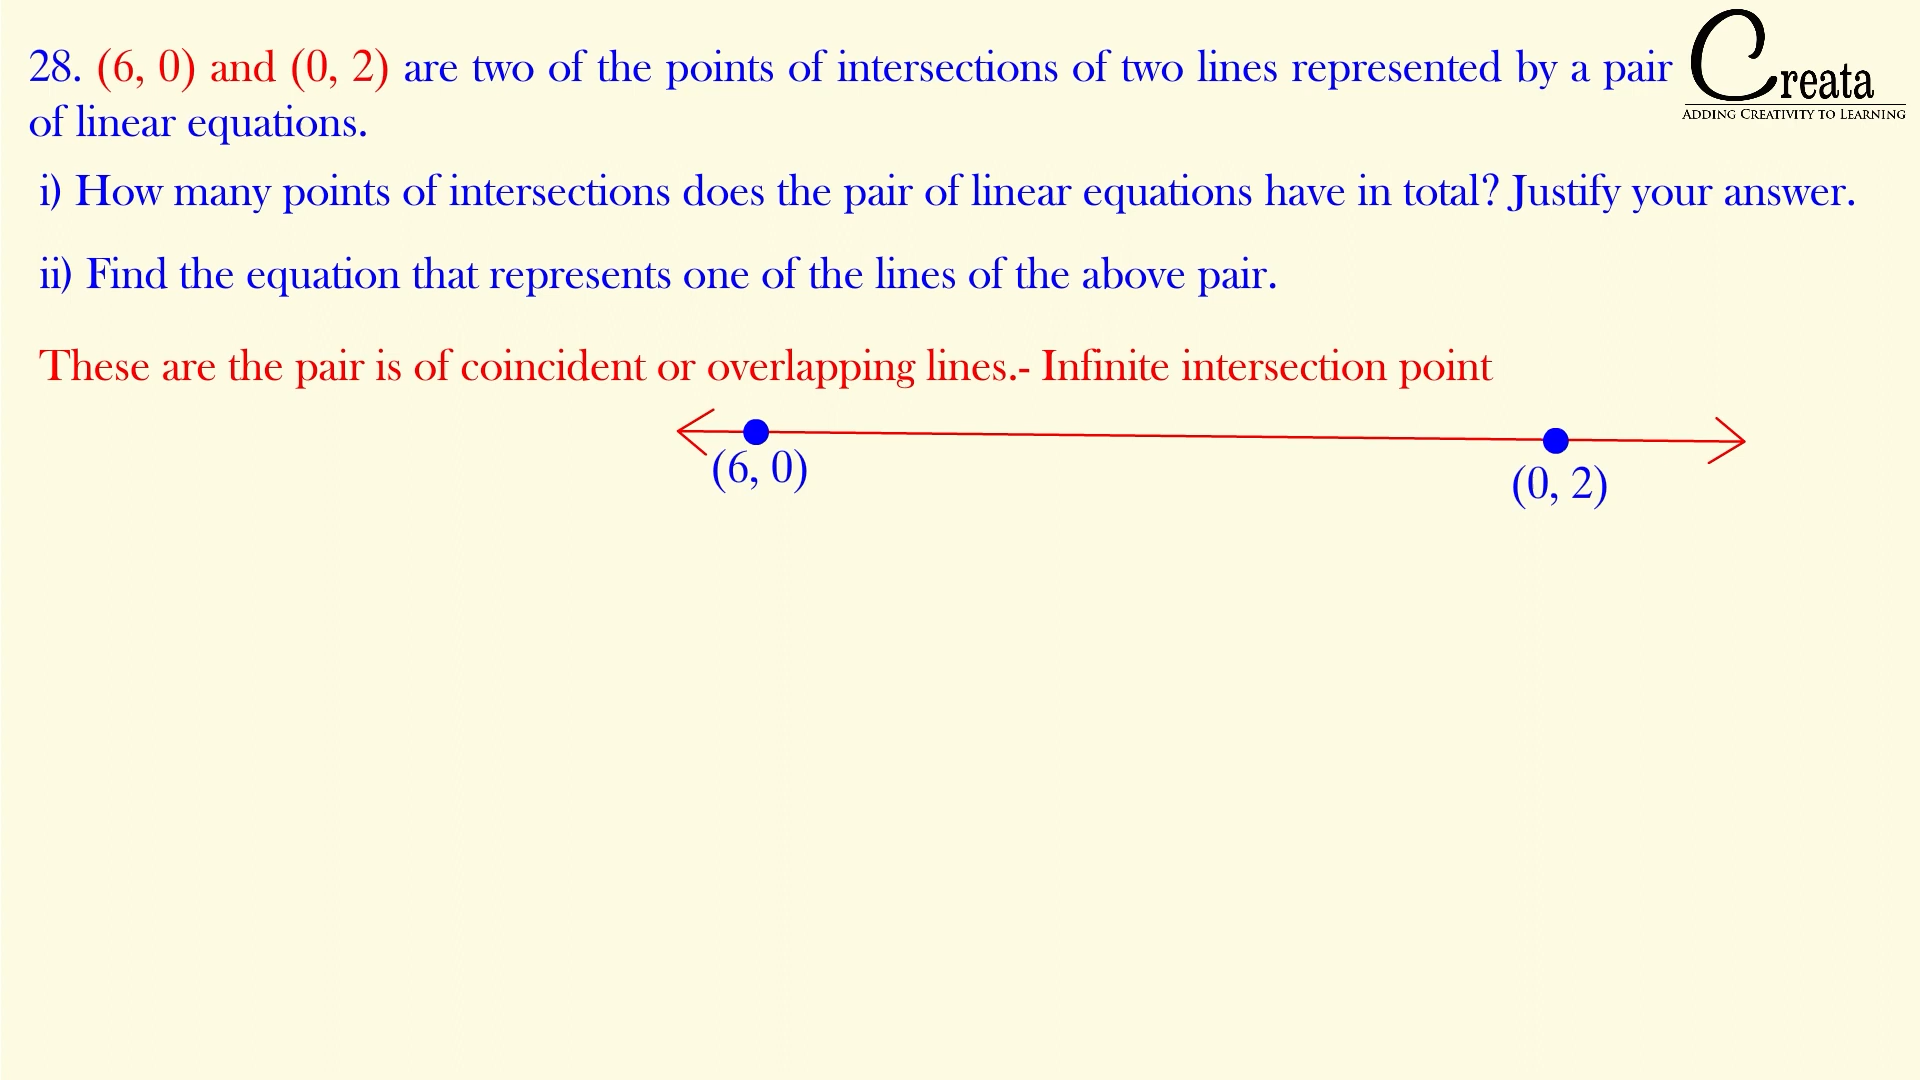 28. (6, 0) and (0, 2) are two of the points of intersections of two lines represented by a pair
of linear equations.
Creata
Adding Creativity to Learning
i) How many points of intersections does the pair of linear equations have in total? Justify your answer.
ii) Find the equation that represents one of the lines of the above pair.
These are the pair is of coincident or overlapping lines.- Infinite intersection point
(6, 0)
(0, 2)